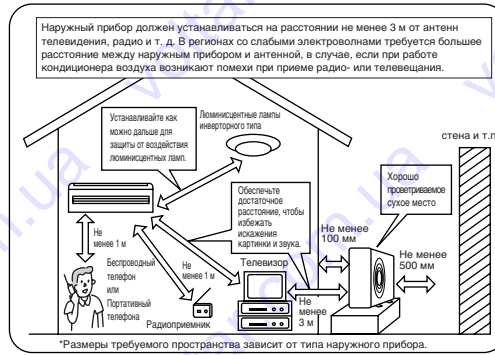 Наружный прибор должен устанавливаться на расстоянии не менее 3 м от антенн
телевидения, радио и т. д. В регионах со слабыми электроволнами требуется большее
расстояние между наружным прибором и антенной, в случае, если при работе
кондиционера воздуха возникают помехи при приеме радио- или телевещания.
Устанавливайте как
можно дальше для
защиты от воздействия
люминисцентных ламп.
Люминисцентные лампы
инверторного типа
стена и т.п
Обеспечьте
достаточное
расстояние, чтобы
избежать
искажения
картинки и звука.
Хорошо
проветриваемое
сухое место
Не
менее 1 м
Беспроводный
телефон
или
Портативный
телефона
Не
менее 1 м
Радиоприемник
Телевизор
Не
менее
3 м
Не менее
100 мм
Не менее
500 мм
*Размеры требуемого пространства зависит от типа наружного прибора.